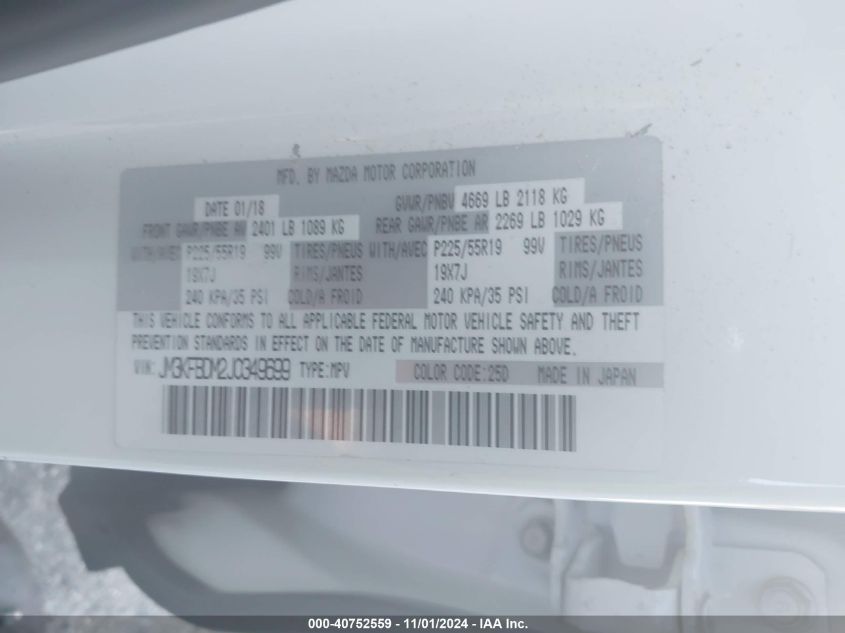 MFD. BY MAZDA MOTOR CORPORATION
DATE 01/18 GVWR/PNBV 4669 LB 2118 KG
FRONT GAWR/PNBE AV 2401 LB 1089 KG REAR GAWR/PNBE AR 2269 LB 1029 KG
WITH/AVEC P225/55R19 99V TIRES/PNEUS WITH/AVEC P225/55R19 99V TIRES/PNEUS
19X7J RIMS/JANTES 19X7J RIMS/JANTES
240 KPA/35 PSI COLD/A FROID 240 KPA/35 PSI COLD/A FROID
THIS VEHICLE CONFORMS TO ALL APPLICABLE FEDERAL MOTOR VEHICLE SAFETY AND THEFT
PREVENTION STANDARDS IN EFFECT ON THE DATE OF MANUFACTURE SHOWN ABOVE.
VIN: JM3KFBDM2J0349699 TYPE:MPV COLOR CODE:25D MADE IN JAPAN
000-40752559 - 11/01/2024 - IAA Inc.